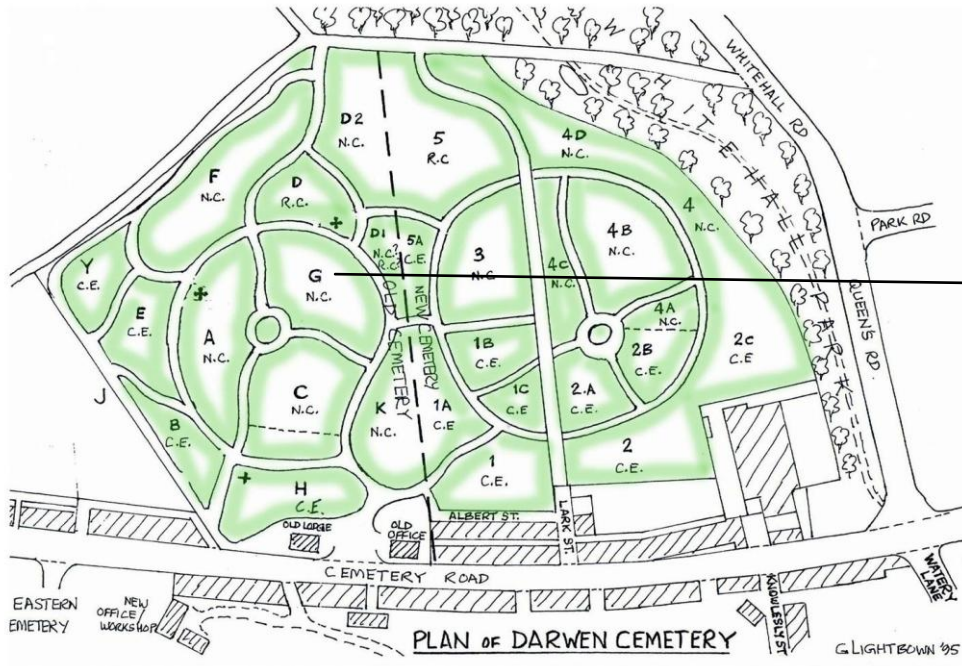 WHITEHALL RD
WHITEHALL PARK
PARK RD
QUEEN'S RD
D2
N.C.
5
R.C
4D
N.C.
F
N.C.
D
R.C.
D1
N.C.?
R.C.
5A
C.E.
3
N.C.
4C
N.C.
4B
N.C.
4
N.C.
Y
C.E.
E
C.E.
A
N.C.
G
N.C.
OLD CEMETERY
NEW CEMETERY
1B
C.E.
4A
N.C.
2B
C.E.
2C
C.E
J
B
C.E.
C
N.C.
K
N.C.
1A
C.E
1C
C.E
2.A
C.E.
H
C.E.
1
C.E.
2
C.E.
OLD LODGE
OLD
OFFICE
ALBERT ST.
LARK ST.
CEMETERY ROAD
EASTERN
EMETERY
NEW
OFFICE
WORKSHOP
KNOWLESLY ST
WATERY
LANE
PLAN OF DARWEN CEMETERY
G LIGHTBOWN '95